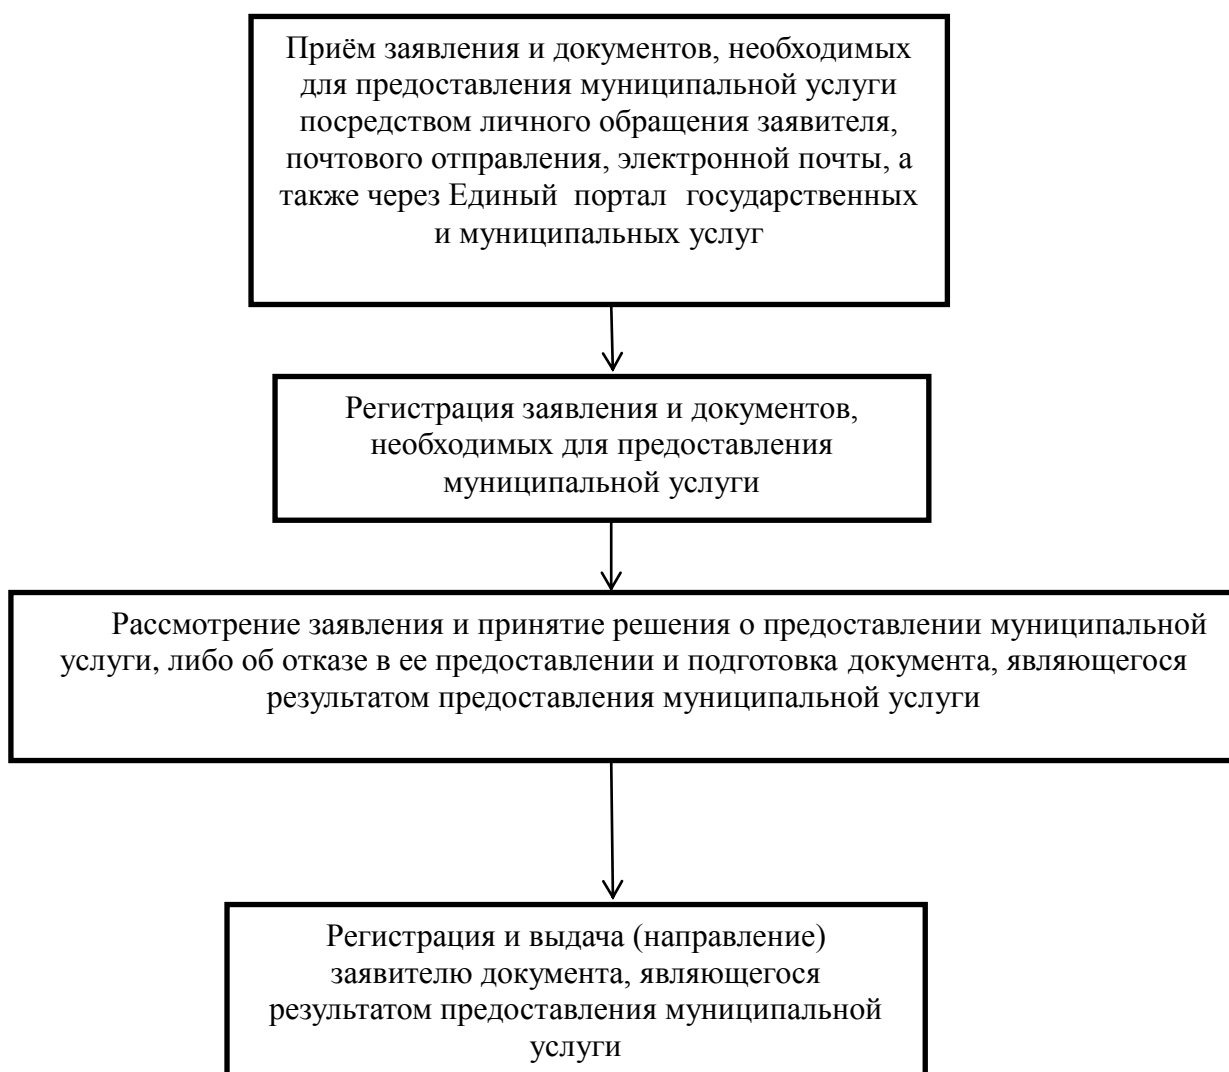 Приём заявления и документов, необходимых
для предоставления муниципальной услуги
посредством личного обращения заявителя,
почтового отправления, электронной почты, а
также через Единый портал государственных
и муниципальных услуг
Регистрация заявления и документов,
необходимых для предоставления
муниципальной услуги
Рассмотрение заявления и принятие решения о предоставлении муниципальной
услуги, либо об отказе в ее предоставлении и подготовка документа, являющегося
результатом предоставления муниципальной услуги
Регистрация и выдача (направление)
заявителю документа, являющегося
результатом предоставления муниципальной
услуги